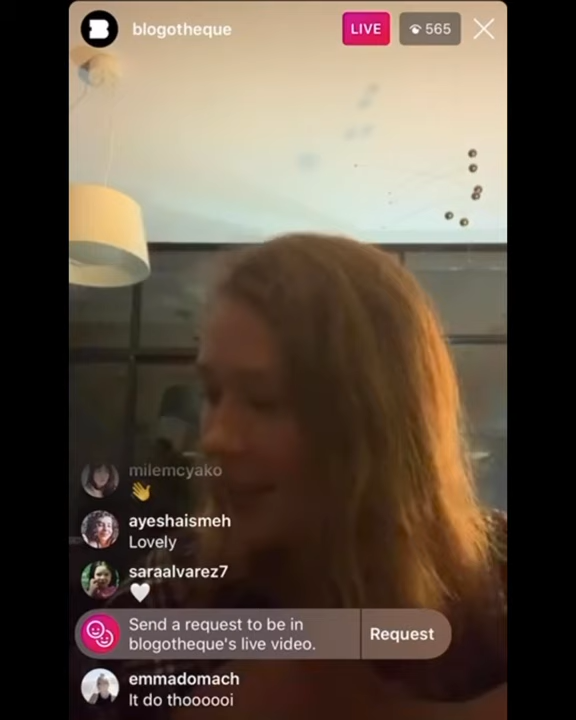 blogotheque
LIVE
565
milemcyako
ayeshaismeh
Lovely
saraalvarez7
Send a request to be in
blogotheque's live video.
Request
emmadomach
It do thoooooi